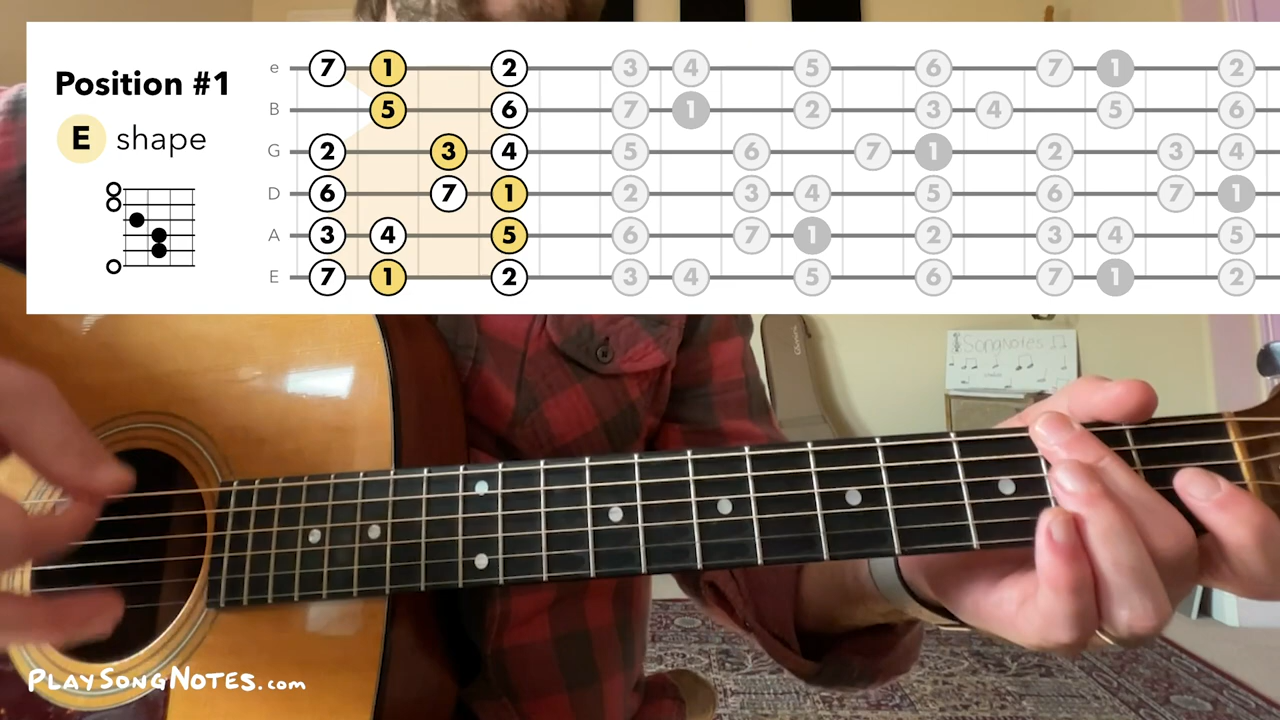 Position #1
E shape
e 7 1 2 3 4 5 6 7 1 2
B 5 6 7 1 2 3 4 5 6
G 2 3 4 5 6 7 1 2 3 4
D 6 7 1 2 3 4 5 6 7 1
A 3 4 5 6 7 1 2 3 4 5
E 7 1 2 3 4 5 6 7 1 2
SongNotes
PLAYSONGNOTES.com